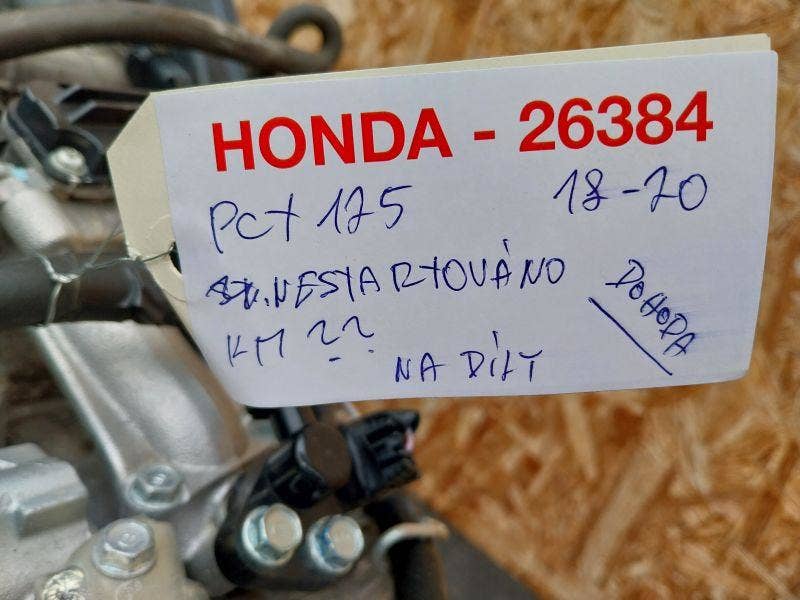 HONDA - 26384
PCX 125 18-20
NESTARTOVÁNO
KM ??
DOHODA
NA DÍLY